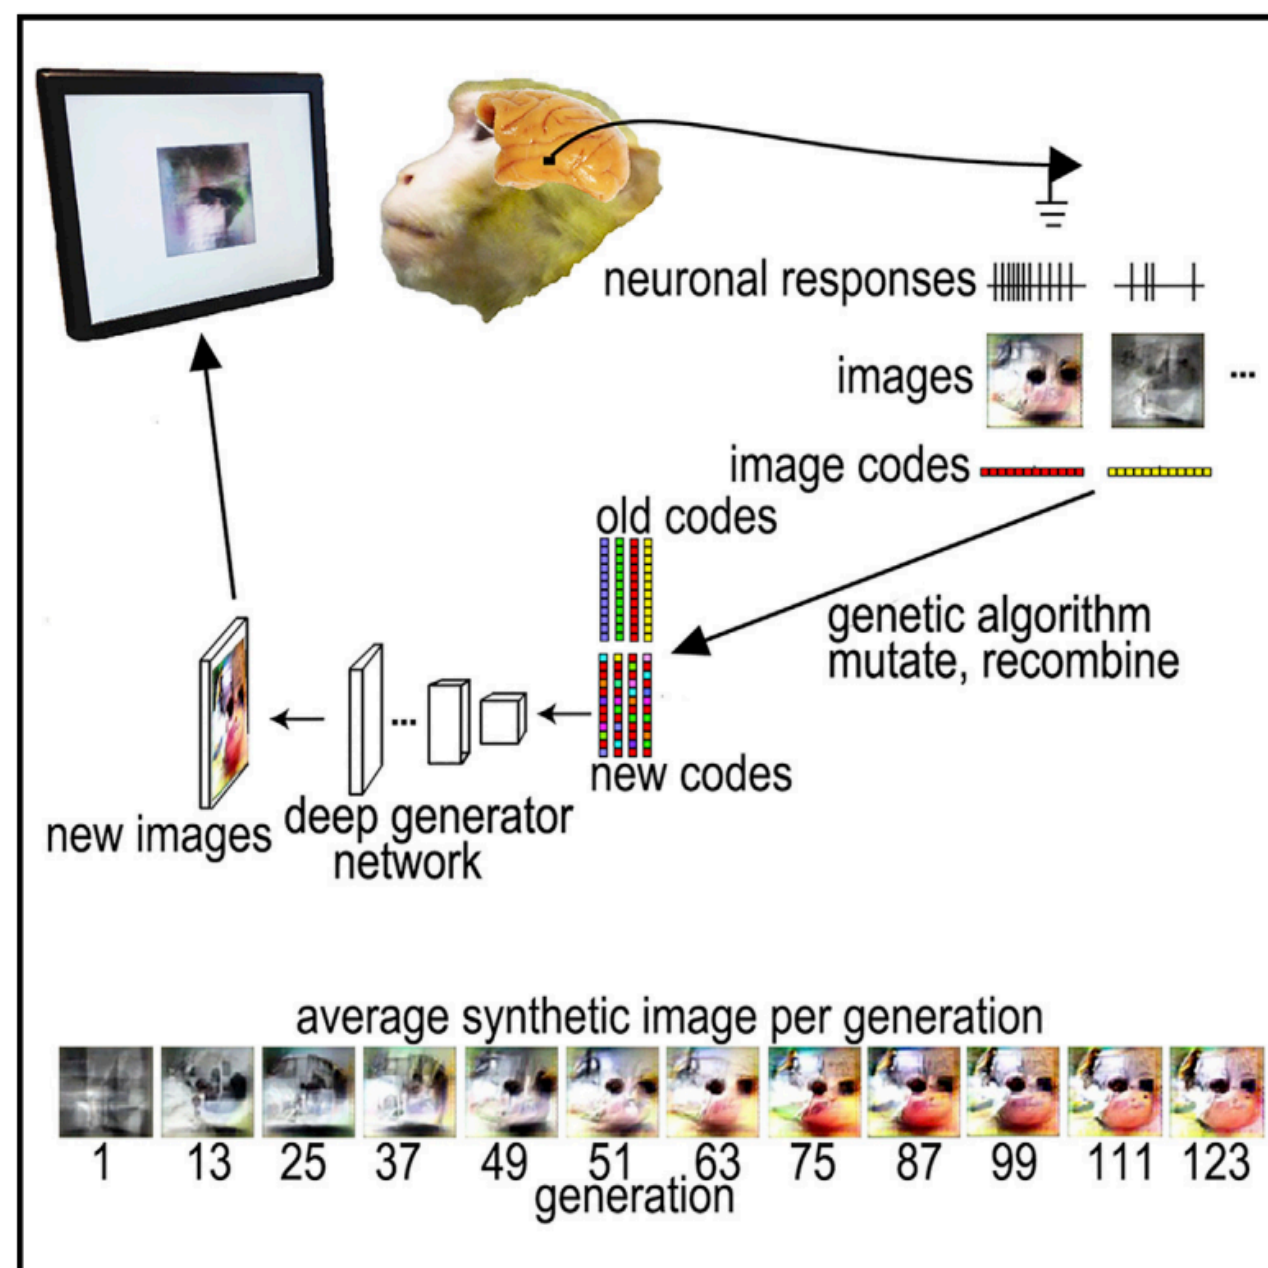 neuronal responses
images
...
image codes
old codes
genetic algorithm
mutate, recombine
...
new codes
deep generator
network
new images
average synthetic image per generation
1 13 25 37 49 51 63 75 87 99 111 123
generation